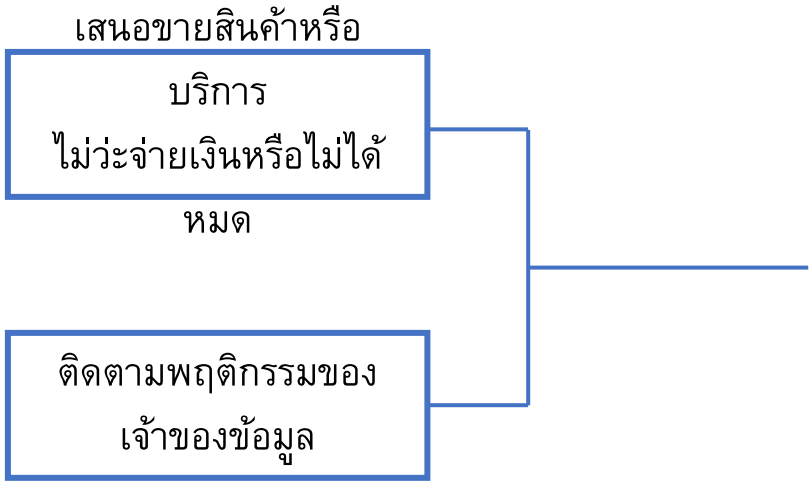 เสนอขายสินค้าหรือ
บริการ
ไม่ว่ะจ่ายเงินหรือไม่ได้
หมด
ติดตามพฤติกรรมของ
เจ้าของข้อมูล